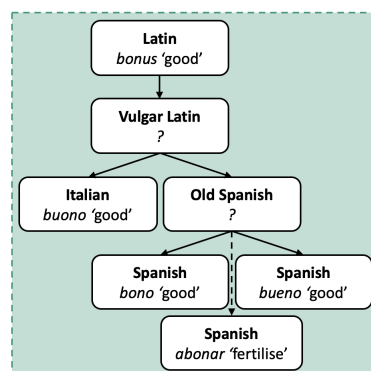 Latin
bonus ‘good’
Vulgar Latin
?
Italian
buono ‘good’
Old Spanish
?
Spanish
bono ‘good’
Spanish
bueno ‘good’
Spanish
abonar ‘fertilise’